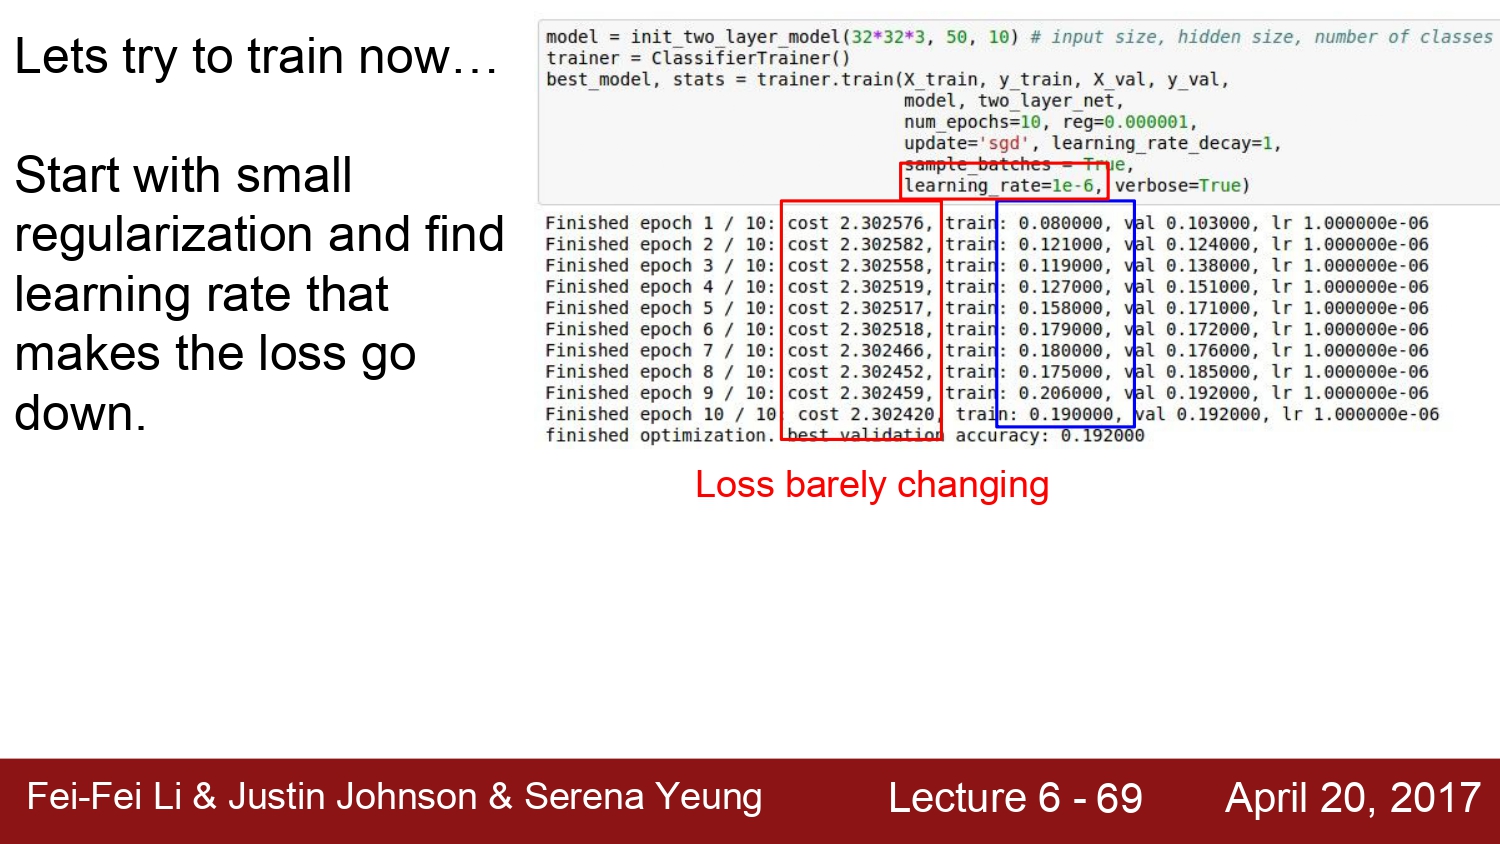 Lets try to train now…
Start with small
regularization and find
learning rate that
makes the loss go
down.
model = init_two_layer_model(32*32*3, 50, 10) # input size, hidden size, number of classes
trainer = ClassifierTrainer()
best_model, stats = trainer.train(X_train, y_train, X_val, y_val,
model, two_layer_net,
num_epochs=10, reg=0.000001,
update='sgd', learning_rate_decay=1,
sample_batches = True,
learning_rate=1e-6, verbose=True)
Finished epoch 1 / 10: cost 2.302576, train: 0.080000, val 0.103000, lr 1.000000e-06
Finished epoch 2 / 10: cost 2.302582, train: 0.121000, val 0.124000, lr 1.000000e-06
Finished epoch 3 / 10: cost 2.302558, train: 0.119000, val 0.138000, lr 1.000000e-06
Finished epoch 4 / 10: cost 2.302519, train: 0.127000, val 0.151000, lr 1.000000e-06
Finished epoch 5 / 10: cost 2.302517, train: 0.158000, val 0.171000, lr 1.000000e-06
Finished epoch 6 / 10: cost 2.302518, train: 0.179000, val 0.172000, lr 1.000000e-06
Finished epoch 7 / 10: cost 2.302466, train: 0.180000, val 0.176000, lr 1.000000e-06
Finished epoch 8 / 10: cost 2.302452, train: 0.175000, val 0.185000, lr 1.000000e-06
Finished epoch 9 / 10: cost 2.302459, train: 0.206000, val 0.192000, lr 1.000000e-06
Finished epoch 10 / 10: cost 2.302420, train: 0.190000, val 0.192000, lr 1.000000e-06
finished optimization. best validation accuracy: 0.192000
Loss barely changing
Fei-Fei Li & Justin Johnson & Serena Yeung Lecture 6 - 69 April 20, 2017